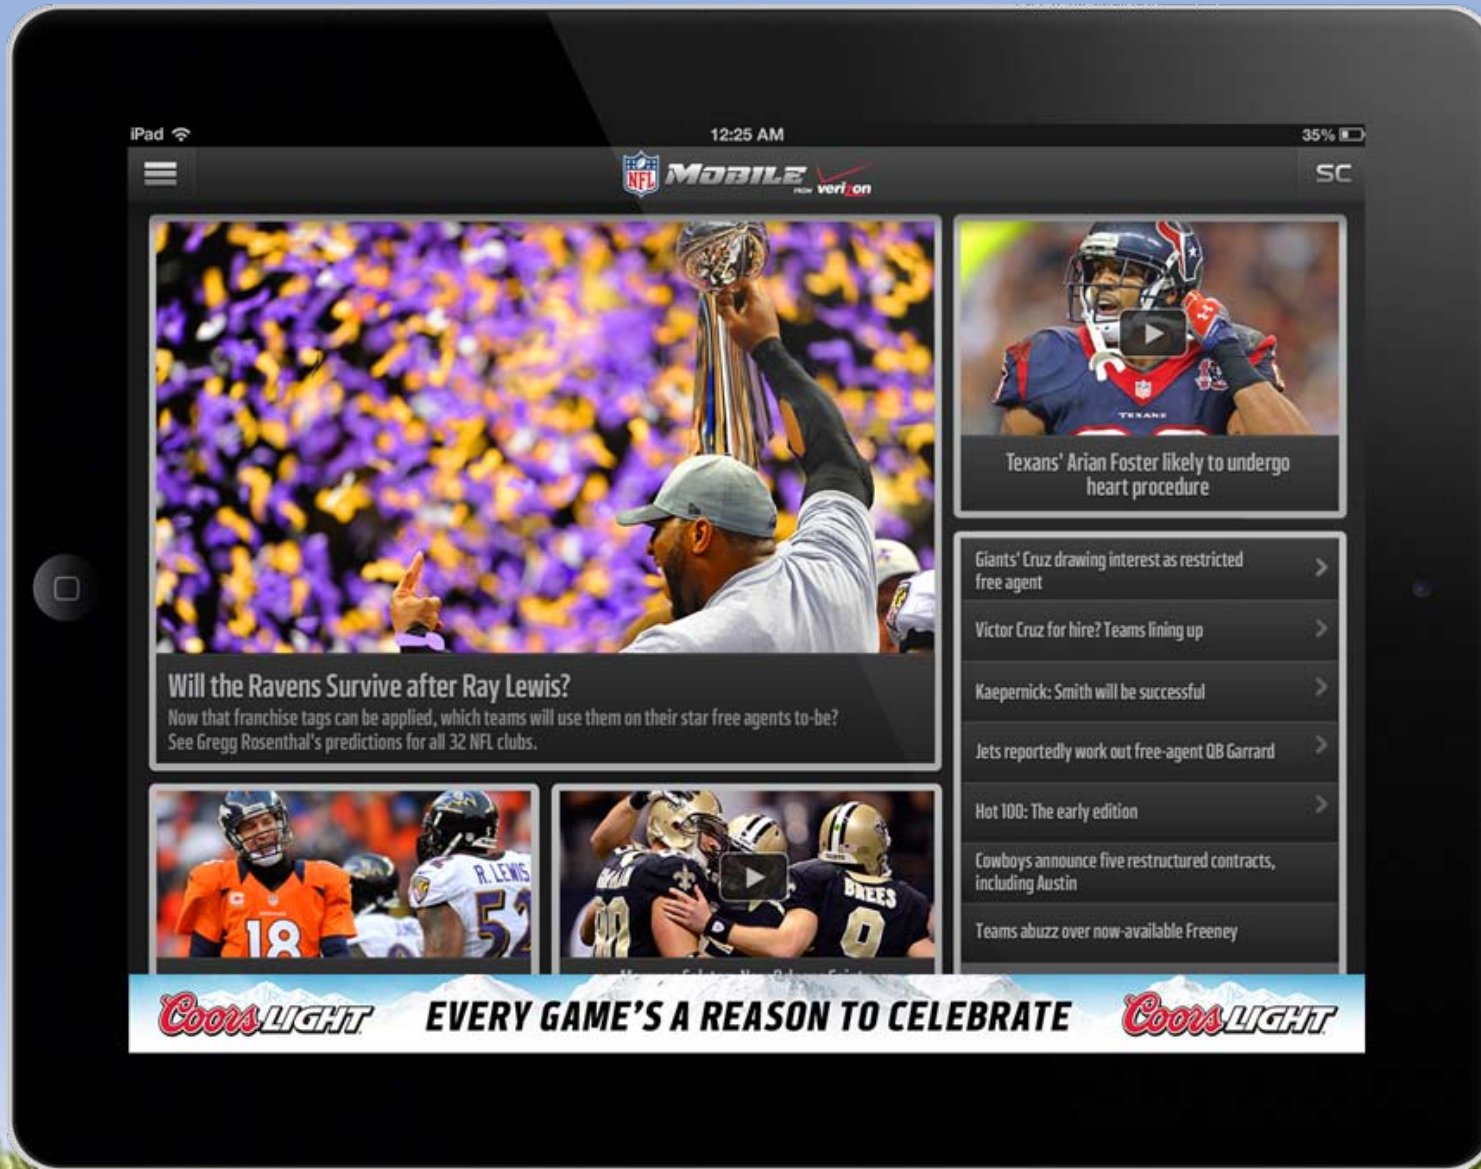 iPad
12:25 AM
35%
NFL MOBILE FROM verizon
SC
TEXANS
Texans' Arian Foster likely to undergo
heart procedure
Will the Ravens Survive after Ray Lewis?
Now that franchise tags can be applied, which teams will use them on their star free agents to-be?
See Gregg Rosenthal's predictions for all 32 NFL clubs.
Giants' Cruz drawing interest as restricted
free agent
Victor Cruz for hire? Teams lining up
Kaepernick: Smith will be successful
Jets reportedly work out free-agent QB Garrard
Hot 100: The early edition
Cowboys announce five restructured contracts,
including Austin
Teams abuzz over now-available Freeney
18
R. LEWIS
52
80
BREES
9
Coors LIGHT
EVERY GAME'S A REASON TO CELEBRATE
Coors LIGHT